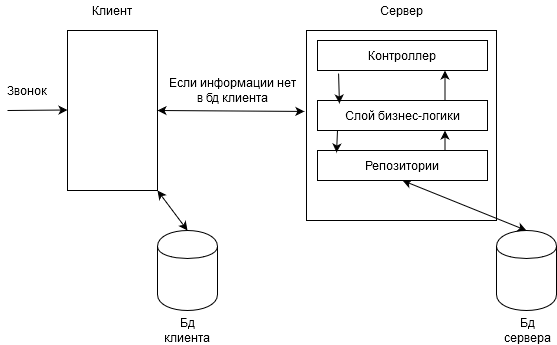 Клиент
Сервер
Звонок
Если информации нет
в бд клиента
Контроллер
Слой бизнес-логики
Репозитории
Бд
клиента
Бд
сервера